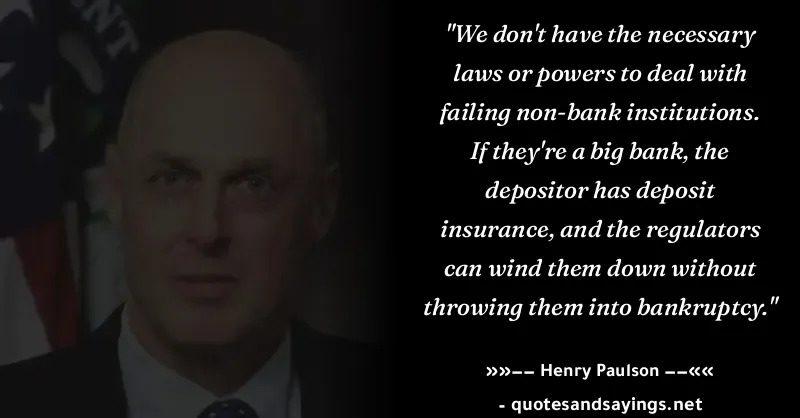 NT
"We don't have the necessary
laws or powers to deal with
failing non-bank institutions.
If they're a big bank, the
depositor has deposit
insurance, and the regulators
can wind them down without
throwing them into bankruptcy."
»»—— Henry Paulson ——««
- quotesandsayings.net